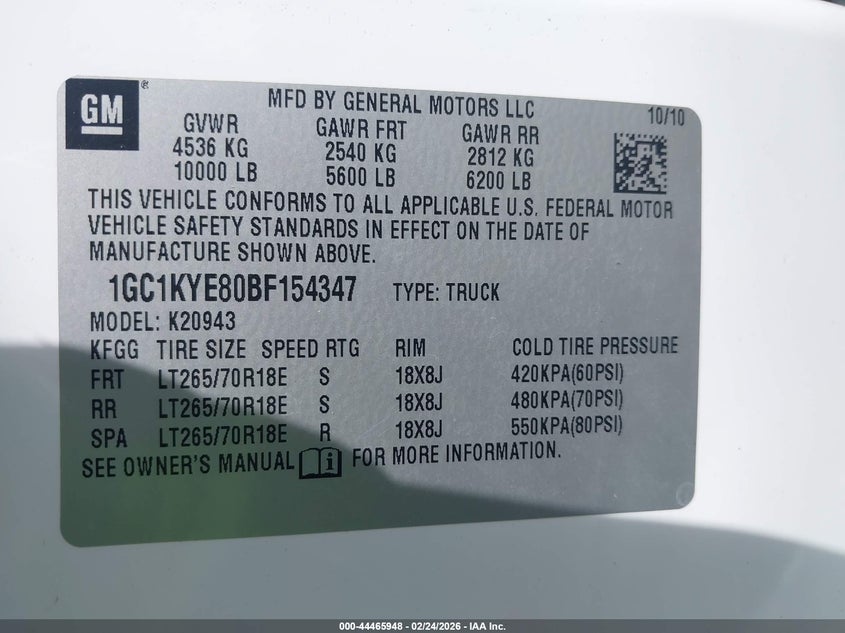 GM ®
MFD BY GENERAL MOTORS LLC 10/10
GVWR GAWR FRT GAWR RR
4536 KG 2540 KG 2812 KG
10000 LB 5600 LB 6200 LB
THIS VEHICLE CONFORMS TO ALL APPLICABLE U.S. FEDERAL MOTOR
VEHICLE SAFETY STANDARDS IN EFFECT ON THE DATE OF
MANUFACTURE SHOWN ABOVE.
1GC1KYE80BF154347 TYPE: TRUCK
MODEL: K20943
KFGG TIRE SIZE SPEED RTG RIM COLD TIRE PRESSURE
FRT LT265/70R18E S 18X8J 420KPA(60PSI)
RR LT265/70R18E S 18X8J 480KPA(70PSI)
SPA LT265/70R18E R 18X8J 550KPA(80PSI)
SEE OWNER'S MANUAL i FOR MORE INFORMATION.
000-44465948 - 02/24/2026 - IAA Inc.